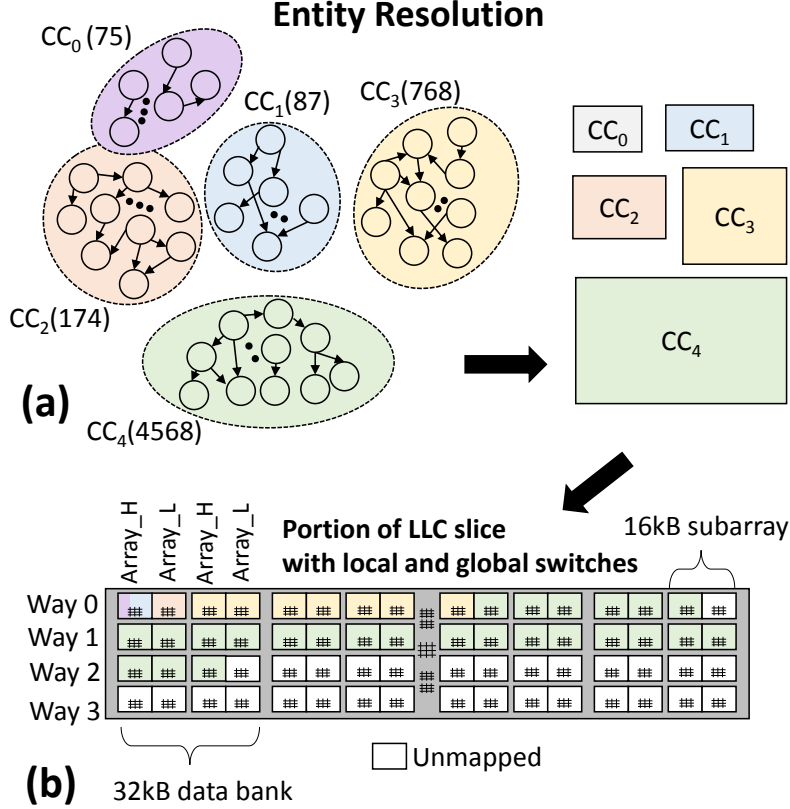 Entity Resolution
CC0 (75)
CC1(87)
CC3(768)
CC2(174)
CC4(4568)
(a)
CC0
CC1
CC2
CC3
CC4
Array_H
Array_L
Array_H
Array_L
Portion of LLC slice
with local and global switches
16kB subarray
Way 0
Way 1
Way 2
Way 3
Unmapped
32kB data bank
(b)